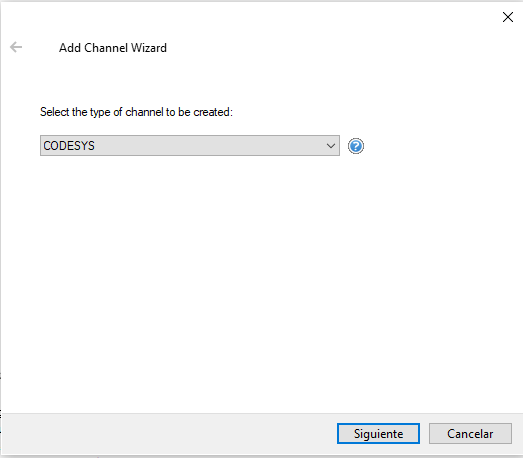 Add Channel Wizard
Select the type of channel to be created:
CODESYS
?
Siguiente
Cancelar